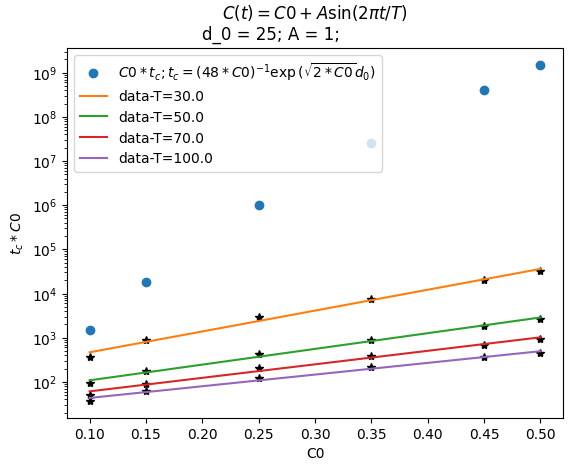 C(t) = C0 + A sin(2πt/T)
d_0 = 25; A = 1;
C0 * t_c; t_c = (48 * C0)^{-1} exp(√(2 * C0) d_0)
data-T=30.0
data-T=50.0
data-T=70.0
data-T=100.0
t_c * C0
10^9
10^8
10^7
10^6
10^5
10^4
10^3
10^2
0.10 0.15 0.20 0.25 0.30 0.35 0.40 0.45 0.50
C0